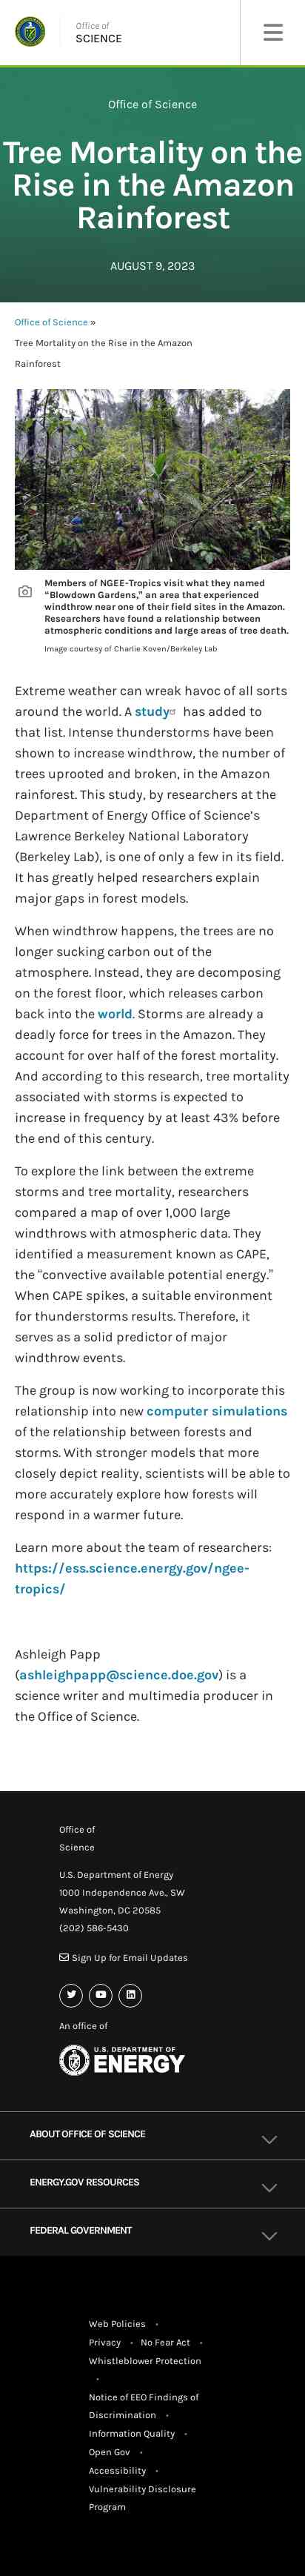 Office of
SCIENCE
Office of Science
Tree Mortality on the
Rise in the Amazon
Rainforest
AUGUST 9, 2023
Office of Science »
Tree Mortality on the Rise in the Amazon
Rainforest
Members of NGEE-Tropics visit what they named
“Blowdown Gardens,” an area that experienced
windthrow near one of their field sites in the Amazon.
Researchers have found a relationship between
atmospheric conditions and large areas of tree death.
Image courtesy of Charlie Koven/Berkeley Lab
Extreme weather can wreak havoc of all sorts
around the world. A study has added to
that list. Intense thunderstorms have been
shown to increase windthrow, the number of
trees uprooted and broken, in the Amazon
rainforest. This study, by researchers at the
Department of Energy Office of Science’s
Lawrence Berkeley National Laboratory
(Berkeley Lab), is one of only a few in its field.
It has greatly helped researchers explain
major gaps in forest models.
When windthrow happens, the trees are no
longer sucking carbon out of the
atmosphere. Instead, they are decomposing
on the forest floor, which releases carbon
back into the world. Storms are already a
deadly force for trees in the Amazon. They
account for over half of the forest mortality.
And according to this research, tree mortality
associated with storms is expected to
increase in frequency by at least 43% before
the end of this century.
To explore the link between the extreme
storms and tree mortality, researchers
compared a map of over 1,000 large
windthrows with atmospheric data. They
identified a measurement known as CAPE,
the “convective available potential energy.”
When CAPE spikes, a suitable environment
for thunderstorms results. Therefore, it
serves as a solid predictor of major
windthrow events.
The group is now working to incorporate this
relationship into new computer simulations
of the relationship between forests and
storms. With stronger models that more
closely depict reality, scientists will be able to
more accurately explore how forests will
respond in a warmer future.
Learn more about the team of researchers:
https://ess.science.energy.gov/ngee-
tropics/
Ashleigh Papp
(ashleighpapp@science.doe.gov) is a
science writer and multimedia producer in
the Office of Science.
Office of
Science
U.S. Department of Energy
1000 Independence Ave., SW
Washington, DC 20585
(202) 586-5430
Sign Up for Email Updates
An office of
U.S. DEPARTMENT OF
ENERGY
ABOUT OFFICE OF SCIENCE
ENERGY.GOV RESOURCES
FEDERAL GOVERNMENT
Web Policies •
Privacy • No Fear Act •
Whistleblower Protection
•
Notice of EEO Findings of
Discrimination •
Information Quality •
Open Gov •
Accessibility •
Vulnerability Disclosure
Program